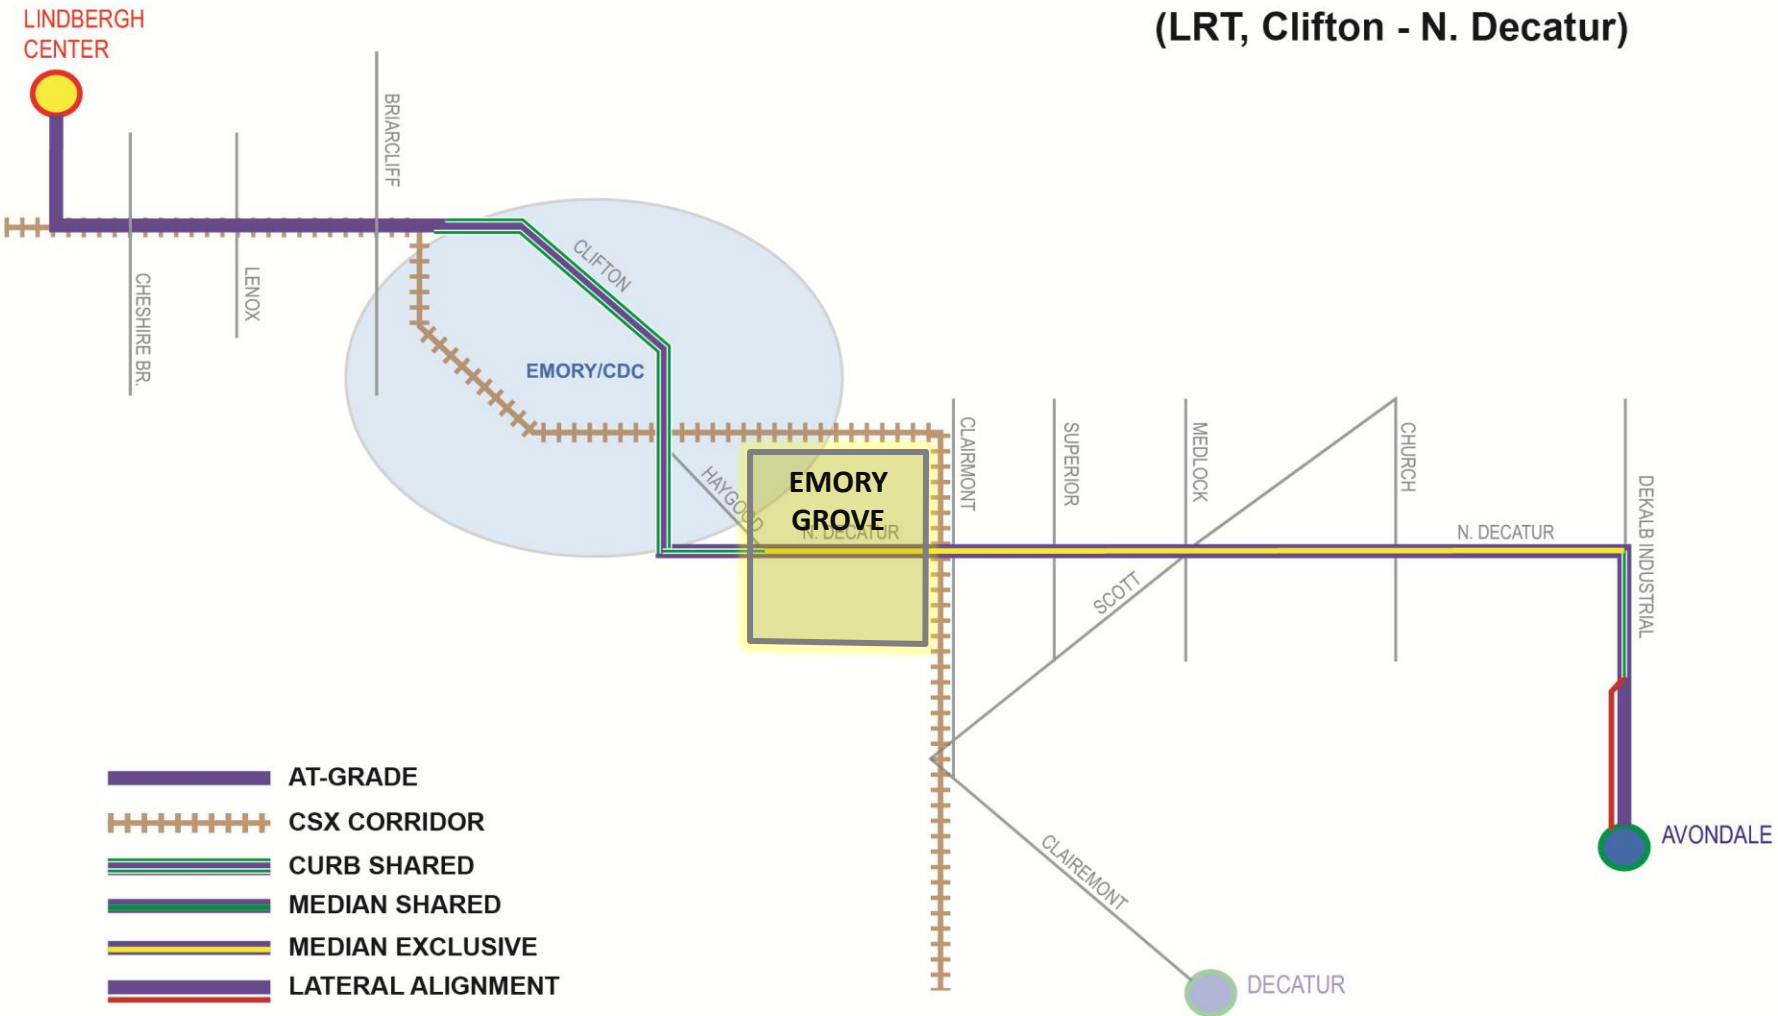 (LRT, Clifton - N. Decatur)
LINDBERGH
CENTER
BRIARCLIFF
CHESHIRE BR.
LENOX
CLIFTON
EMORY/CDC
HAYGOOD
EMORY
GROVE
N. DECATUR
CLAIRMONT
SUPERIOR
MEDLOCK
CHURCH
N. DECATUR
DEKALB INDUSTRIAL
SCOTT
CLAIREMONT
AVONDALE
DECATUR
AT-GRADE
CSX CORRIDOR
CURB SHARED
MEDIAN SHARED
MEDIAN EXCLUSIVE
LATERAL ALIGNMENT